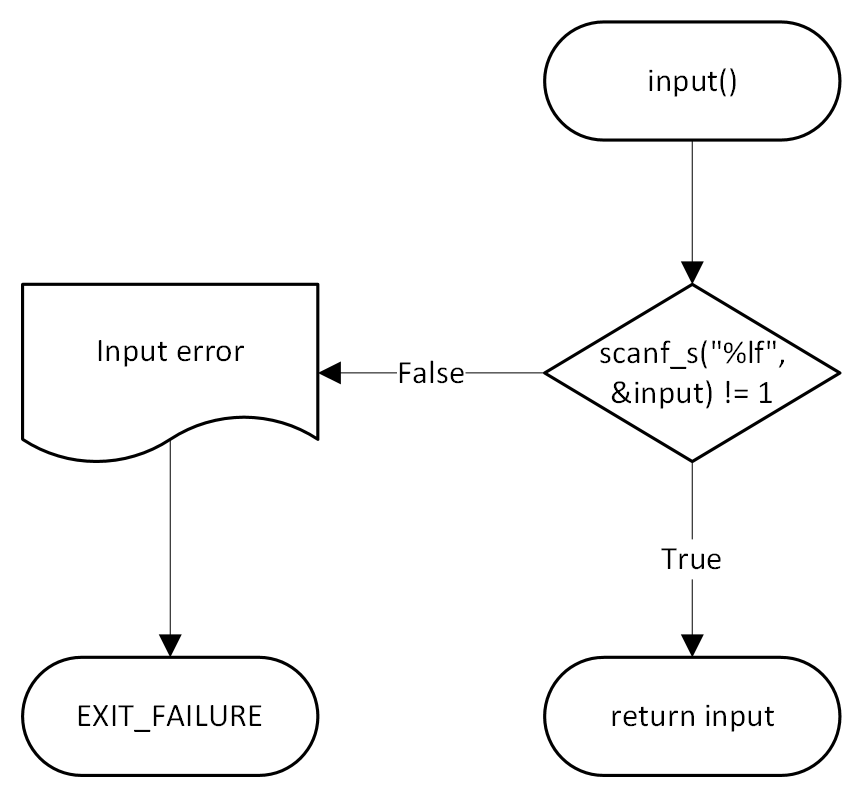 input()
scanf_s("%lf",
&input) != 1
False
Input error
True
EXIT_FAILURE
return input